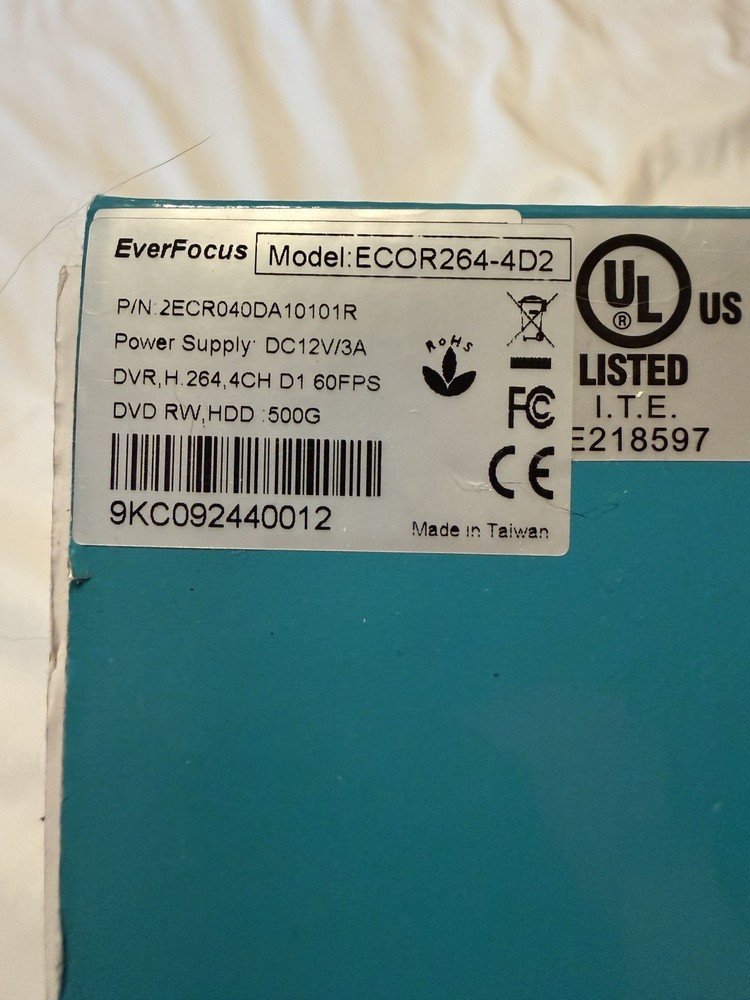 EverFocus Model:ECOR264-4D2
P/N:2ECR040DA10101R
Power Supply: DC12V/3A
DVR,H.264,4CH D1 60FPS
DVD RW,HDD :500G
9KC092440012
RoHS
FC
CE
Made in Taiwan
UL
®
US
LISTED
I.T.E.
E218597